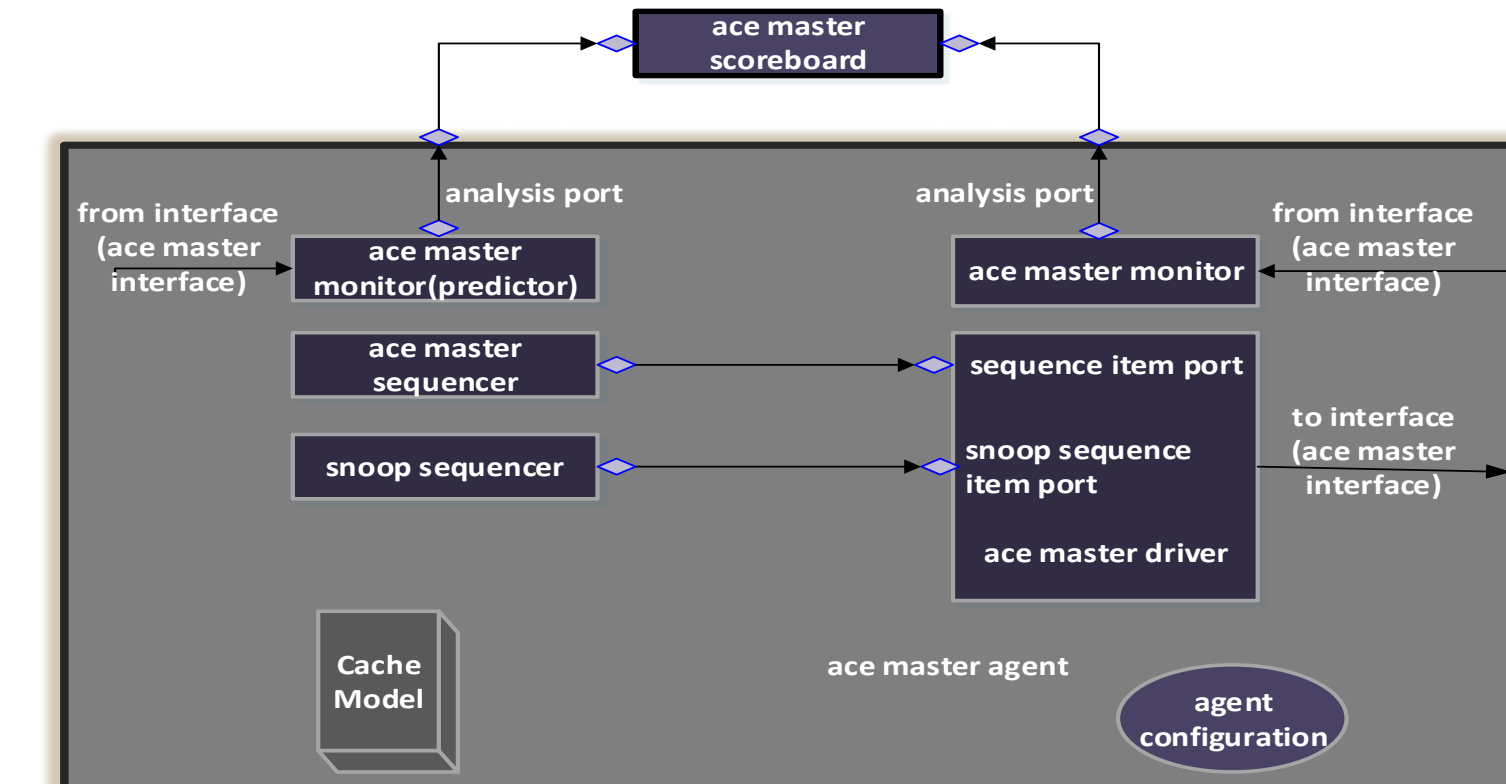 ace master
scoreboard
analysis port
analysis port
from interface
(ace master
interface)
ace master
monitor(predictor)
ace master monitor
from interface
(ace master
interface)
ace master
sequencer
sequence item port
snoop sequencer
snoop sequence
item port
to interface
(ace master
interface)
ace master driver
Cache
Model
ace master agent
agent
configuration